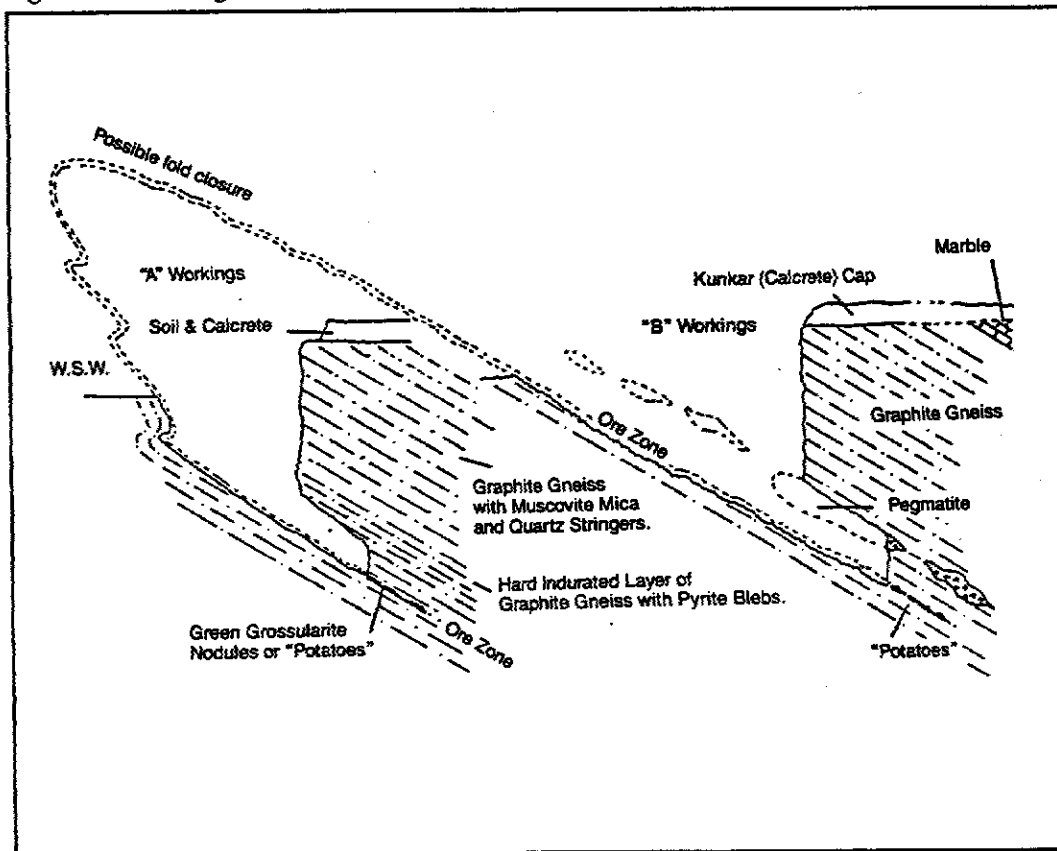 Possible fold closure
"A" Workings
Soil & Calcrete
W.S.W.
Marble
Kunkar (Calcrete) Cap
"B" Workings
Graphite Gneiss
Ore Zone
Graphite Gneiss
with Muscovite Mica
and Quartz Stringers.
Pegmatite
Hard Indurated Layer of
Graphite Gneiss with Pyrite Blebs.
Green Grossularite
Nodules or "Potatoes"
Ore Zone
"Potatoes"